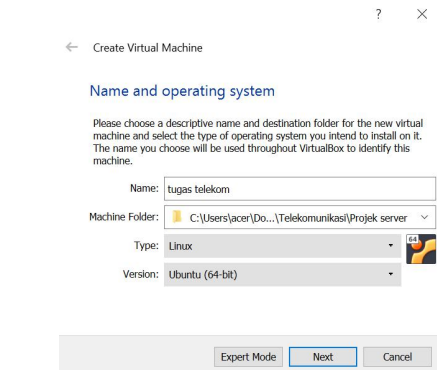 ?
Create Virtual Machine
Name and operating system
Please choose a descriptive name and destination folder for the new virtual
machine and select the type of operating system you intend to install on it.
The name you choose will be used throughout VirtualBox to identify this
machine.
Name: tugas telekom
Machine Folder: C:\Users\acer\Do...\Telekomunikasi\Projek server
Type: Linux
64
Version: Ubuntu (64-bit)
Expert Mode Next Cancel